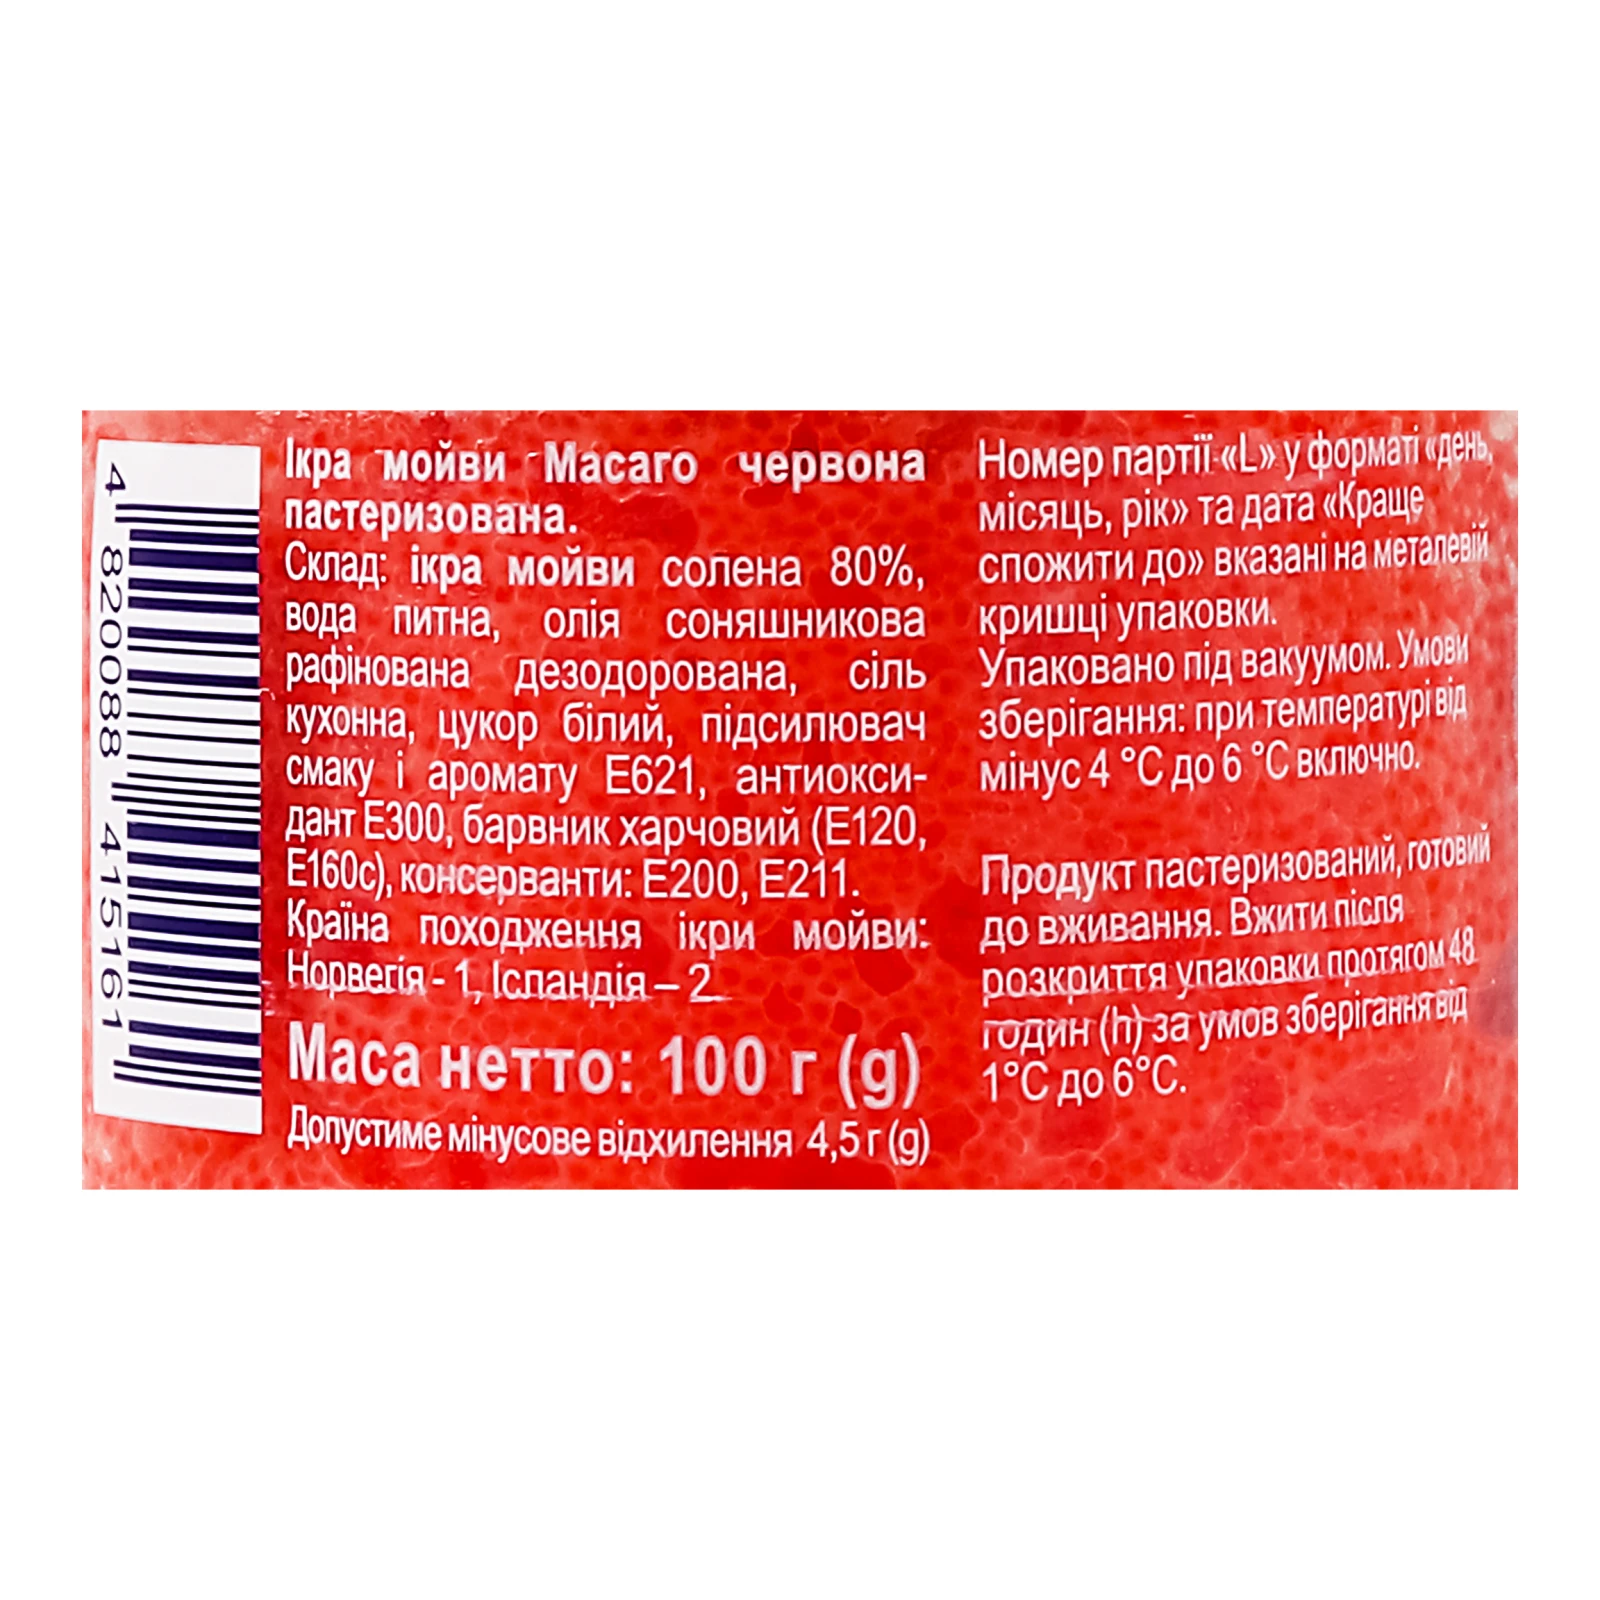 4 820088 415161
Ікра мойви Масаго червона
пастеризована.
Склад: ікра мойви солена 80%,
вода питна, олія соняшникова
рафінована дезодорована, сіль
кухонна, цукор білий, підсилювач
смаку і аромату Е621, антиокси-
дант Е300, барвник харчовий (Е120,
Е160с), консерванти: Е200, Е211.
Країна походження ікри мойви:
Норвегія - 1, Ісландія – 2
Маса нетто: 100 г (g)
Допустиме мінусове відхилення 4,5 г (g)
Номер партії «L» у форматі «день,
місяць, рік» та дата «Краще
спожити до» вказані на металевій
кришці упаковки.
Упаковано під вакуумом. Умови
зберігання: при температурі від
мінус 4 °С до 6 °С включно.
Продукт пастеризований, готовий
до вживання. Вжити після
розкриття упаковки протягом 48
годин (h) за умов зберігання від
1°С до 6°С.